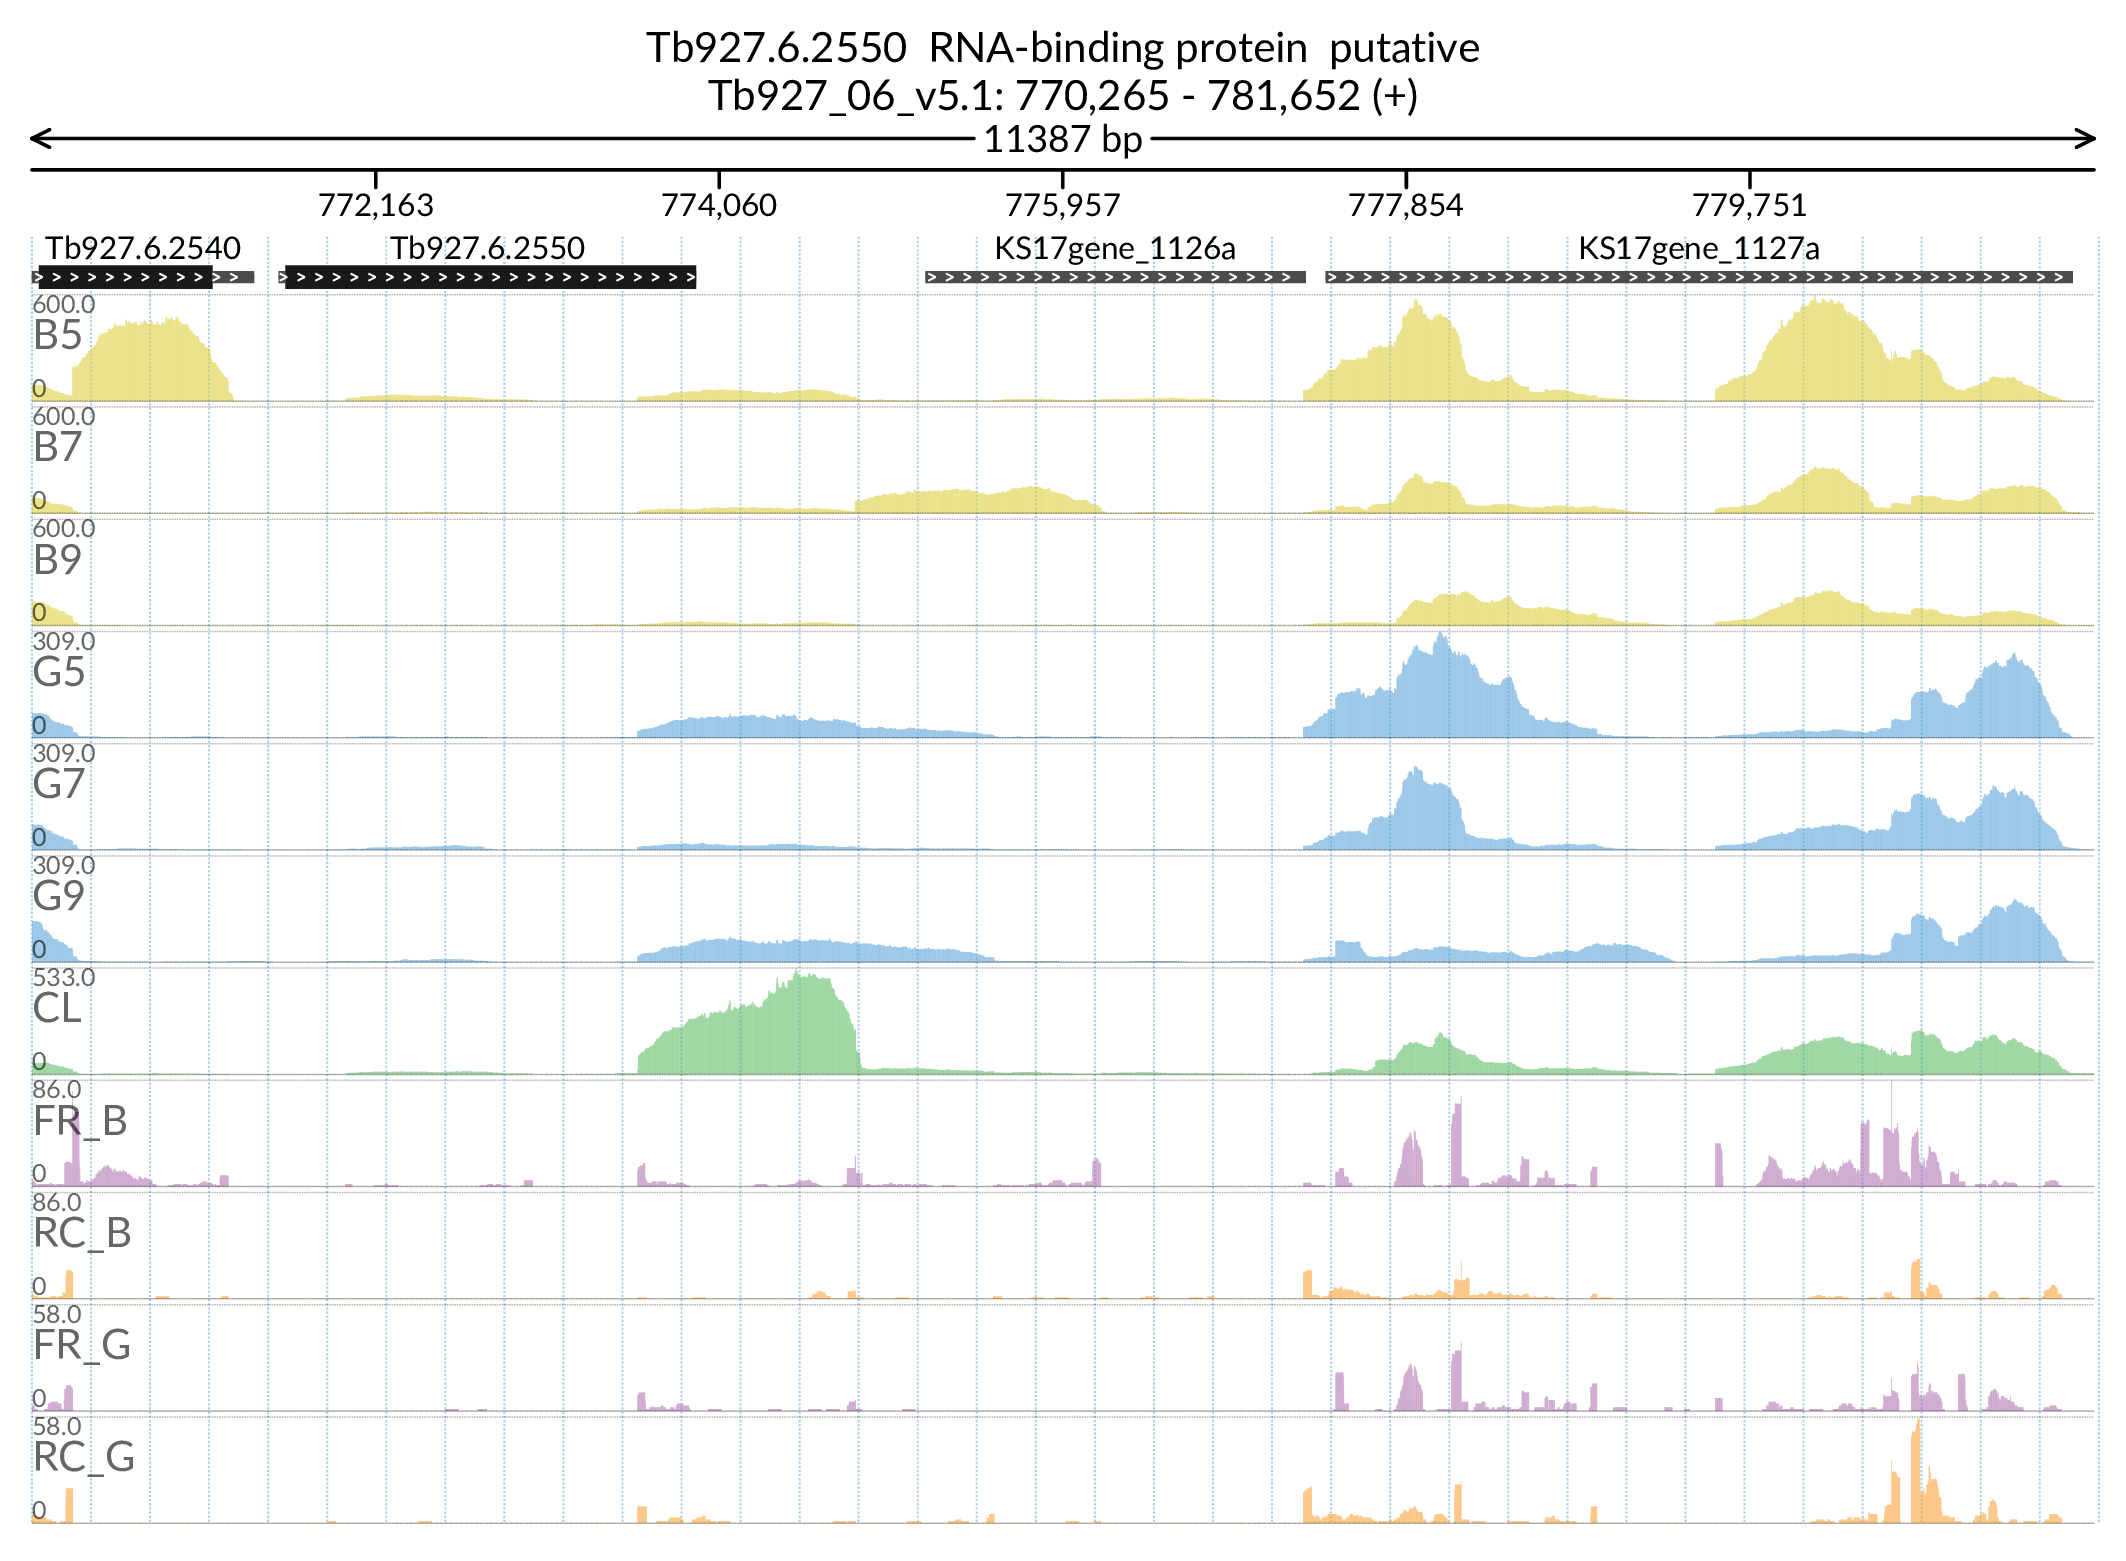 Tb927.6.2550 RNA-binding protein putative
Tb927_06_v5.1: 770,265 - 781,652 (+)
11387 bp
772,163 774,060 775,957 777,854 779,751
Tb927.6.2540 Tb927.6.2550 KS17gene_1126a KS17gene_1127a
600.0
B5
0
600.0
B7
0
600.0
B9
0
309.0
G5
0
309.0
G7
0
309.0
G9
0
533.0
CL
0
86.0
FR_B
0
86.0
RC_B
0
58.0
FR_G
0
58.0
RC_G
0